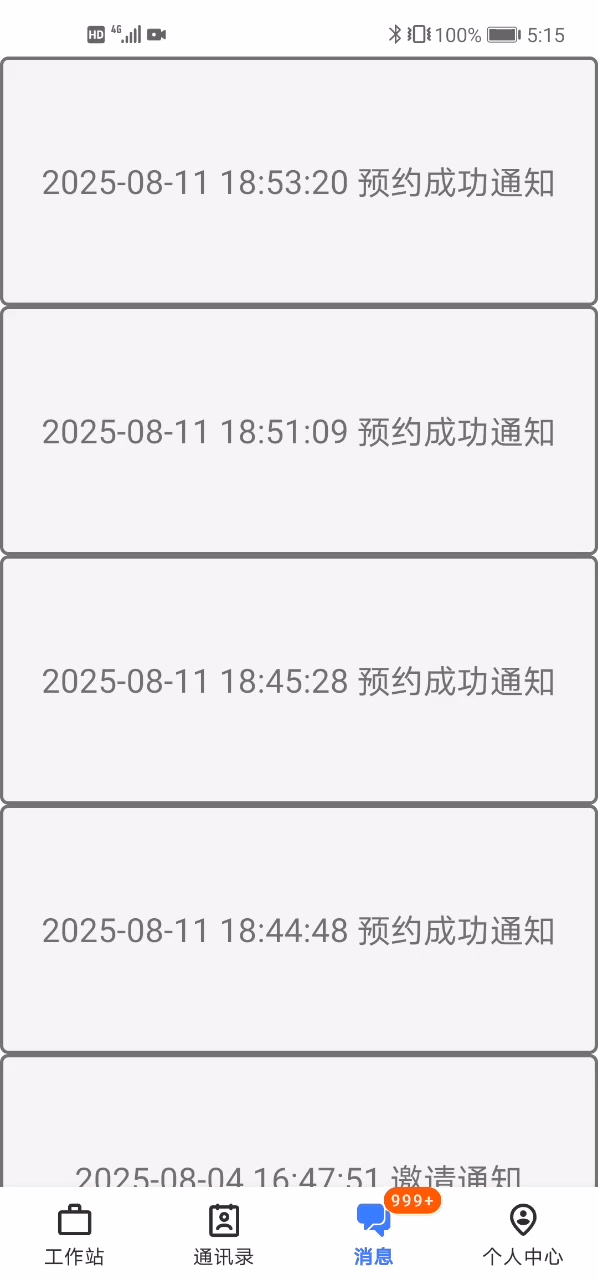 HD 4G 100% 5:15
2025-08-11 18:53:20 预约成功通知
2025-08-11 18:51:09 预约成功通知
2025-08-11 18:45:28 预约成功通知
2025-08-11 18:44:48 预约成功通知
2025-08-04 16:47:51 邀请通知
999+
工作站 通讯录 消息 个人中心